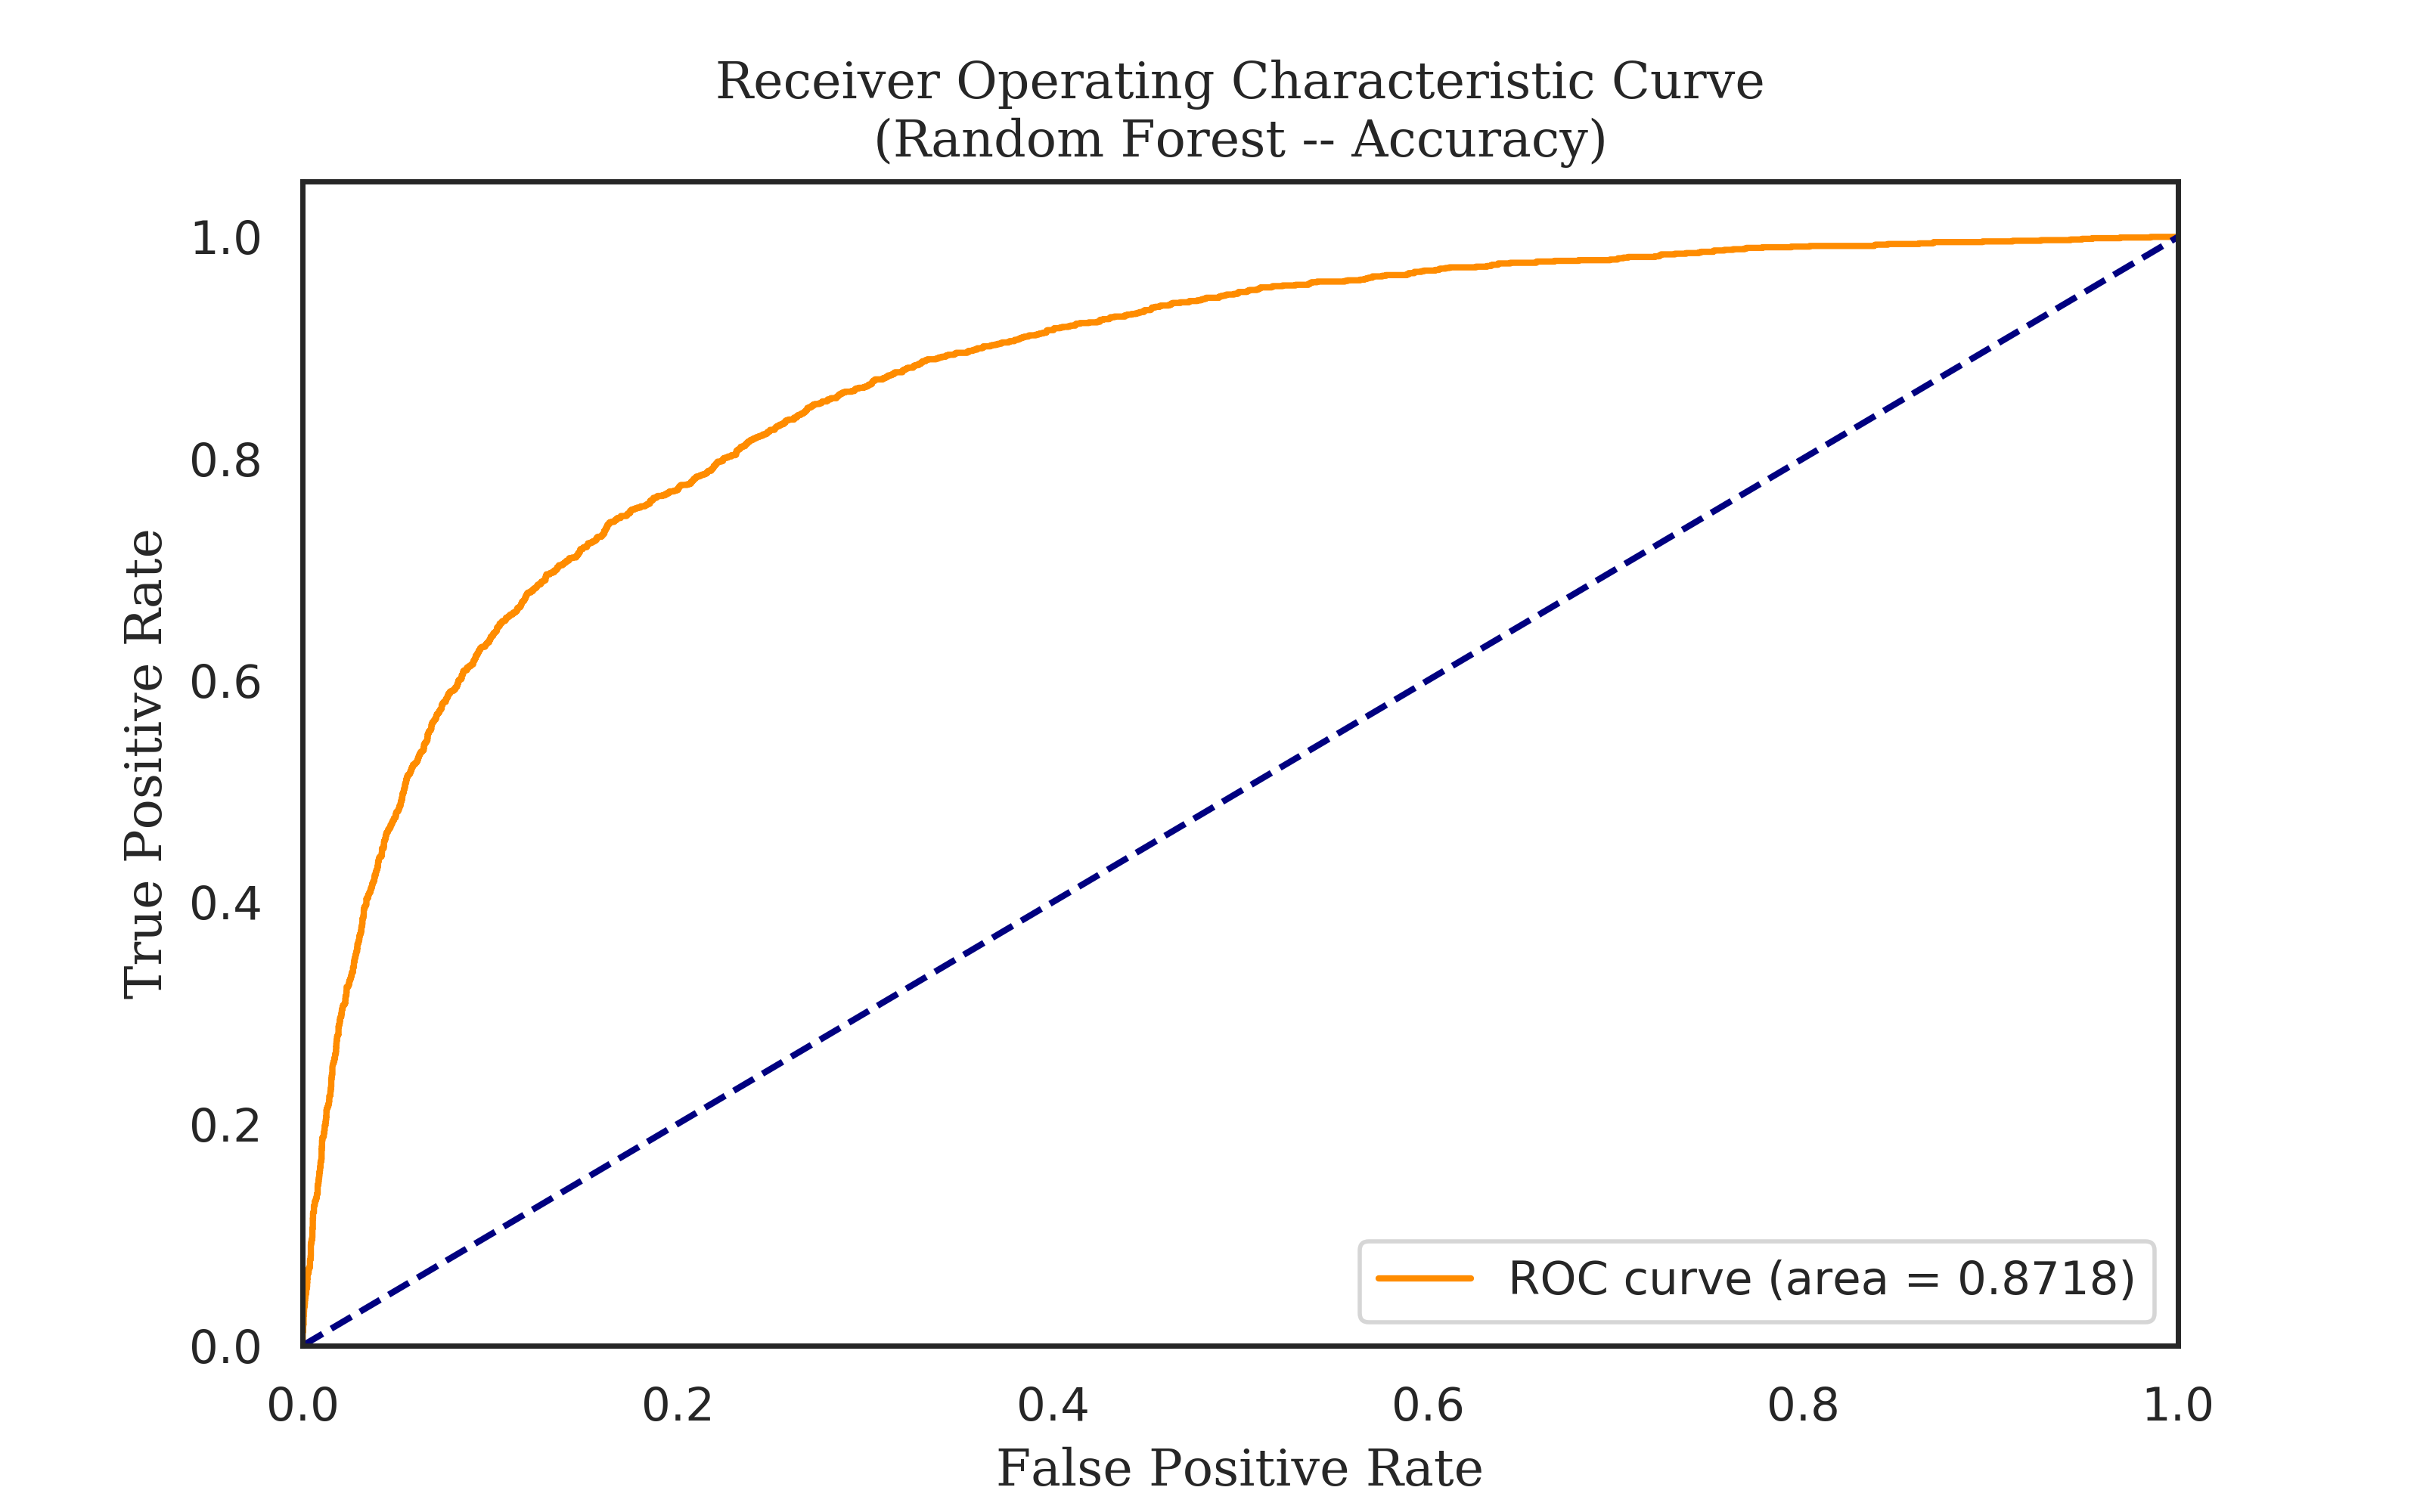 Receiver Operating Characteristic Curve
(Random Forest -- Accuracy)
True Positive Rate
1.0
0.8
0.6
0.4
0.2
0.0
ROC curve (area = 0.8718)
0.0 0.2 0.4 0.6 0.8 1.0
False Positive Rate